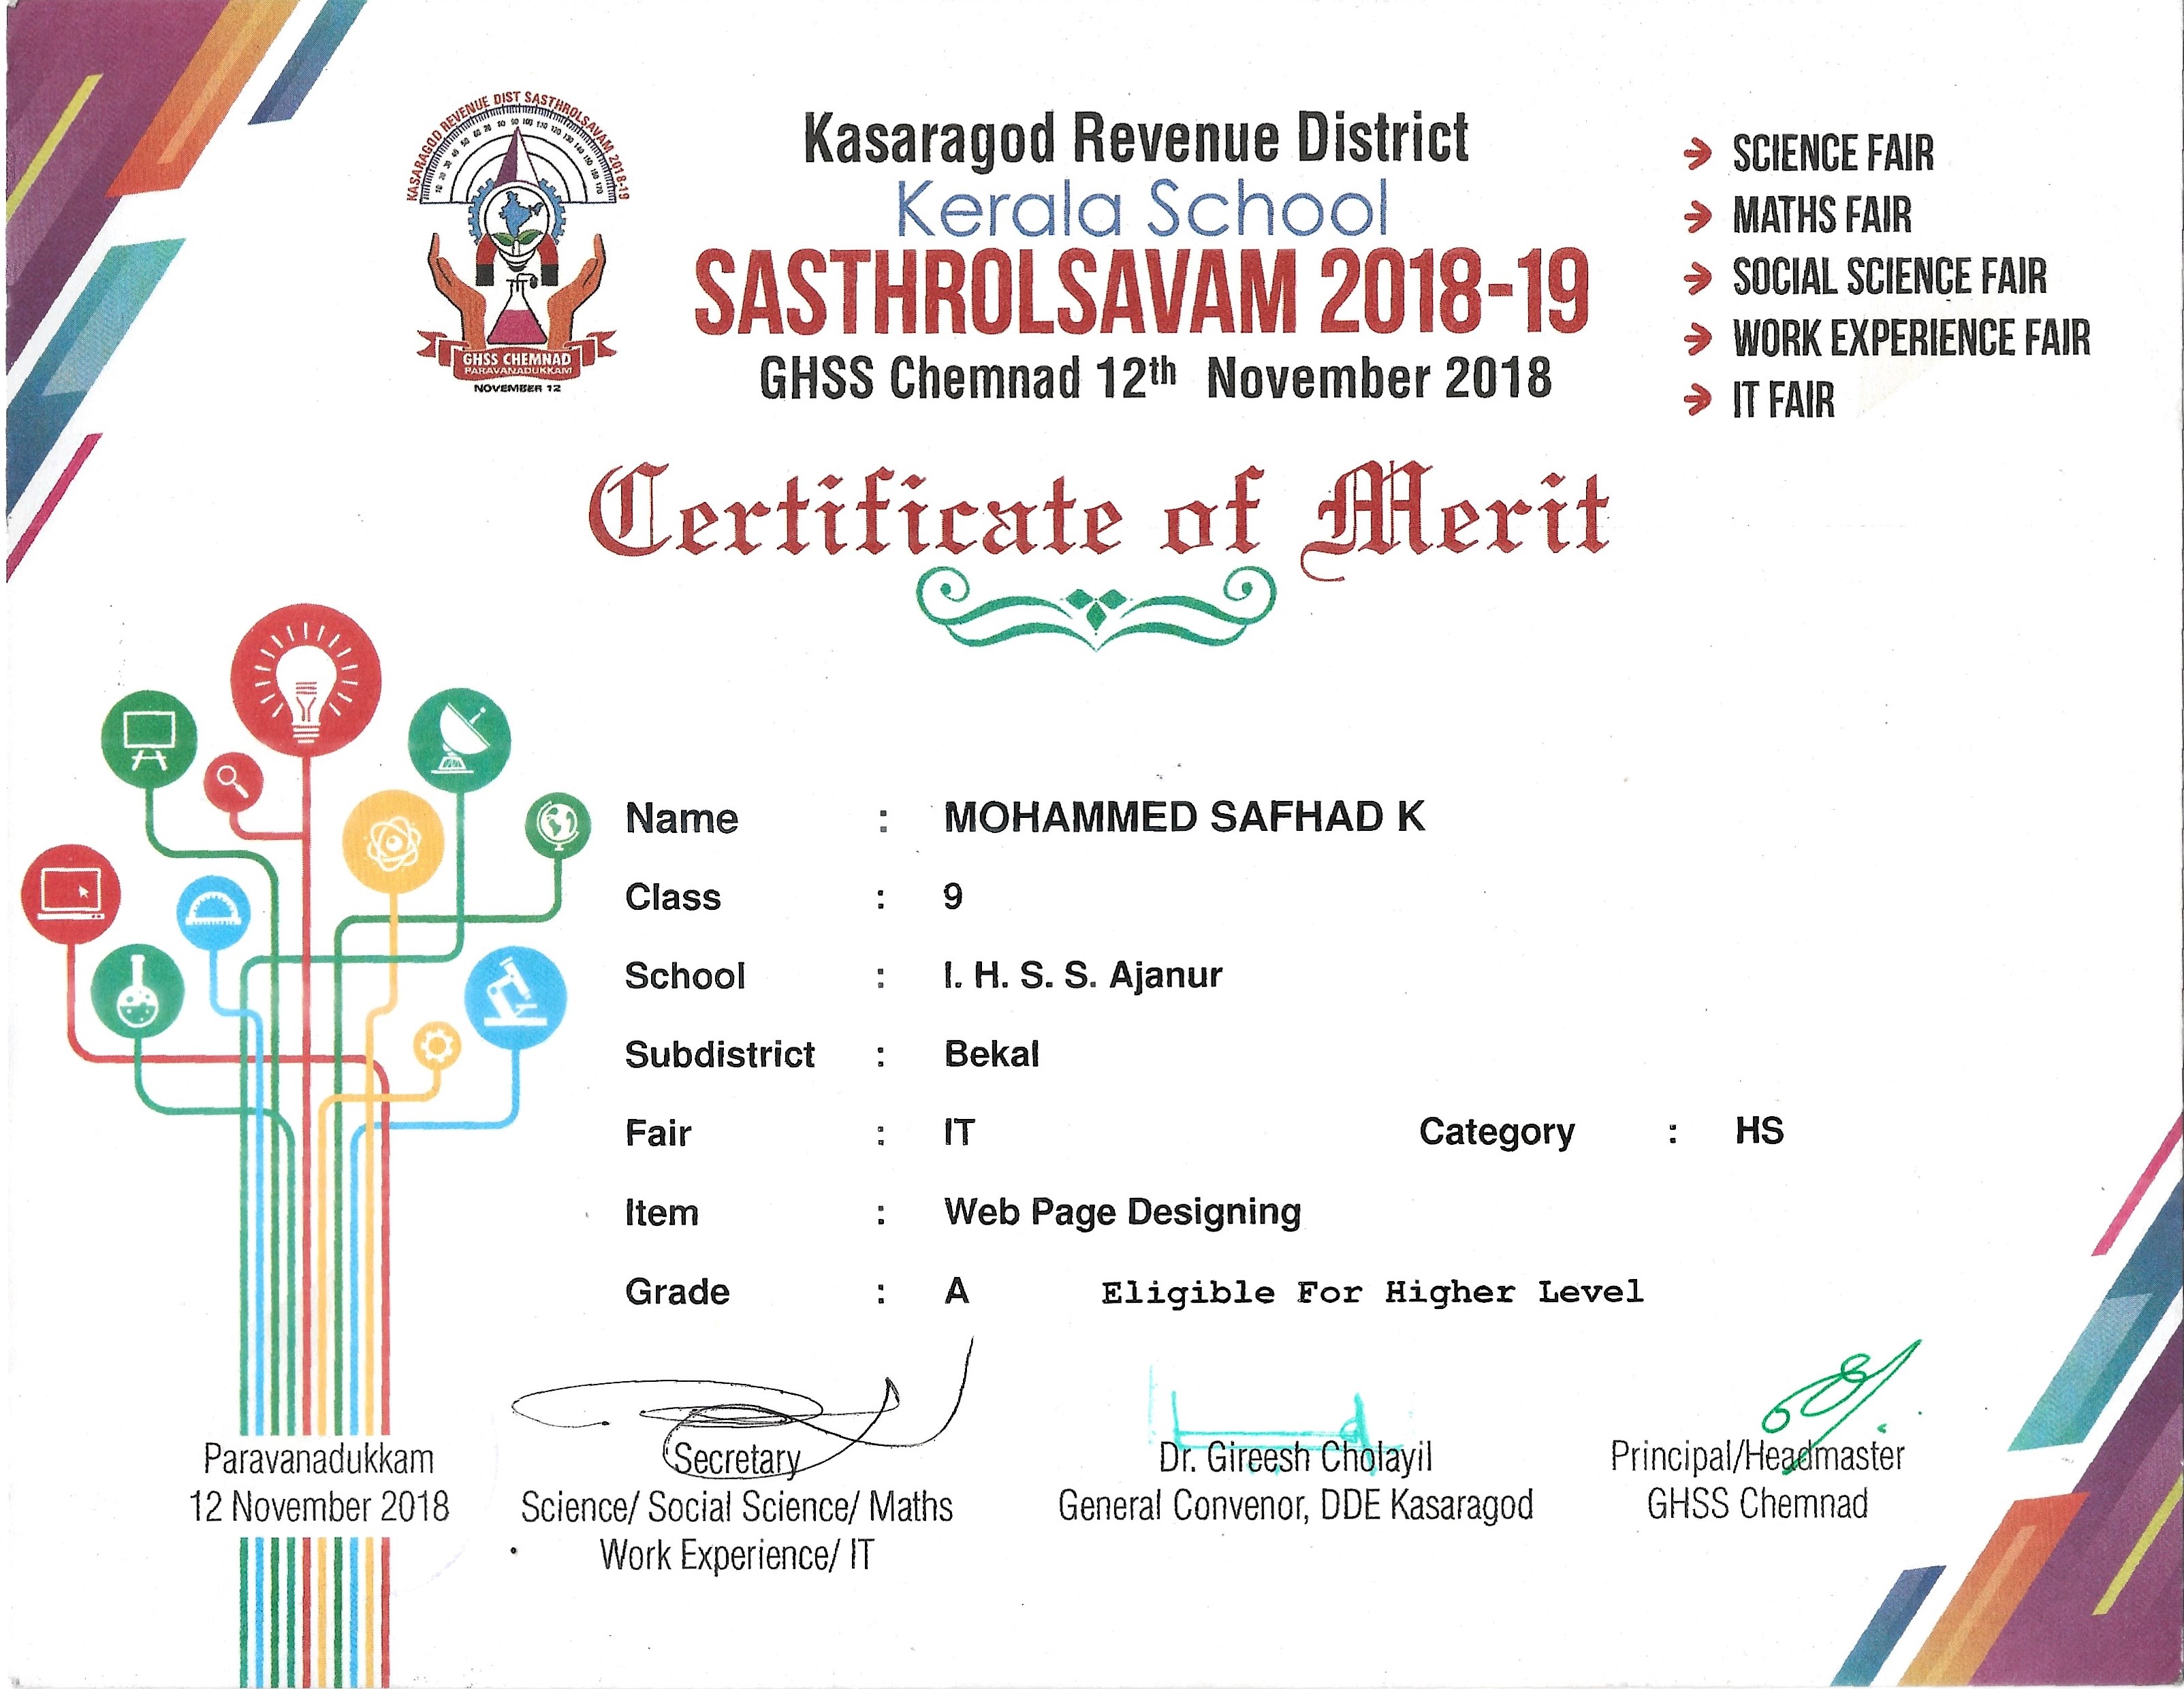 KASARAGOD REVENUE DIST SASTHROLSAVAM 2018-19
GHSS CHEMNAD
PARAVANADUKKAM
NOVEMBER 12
Kasaragod Revenue District
Kerala School
SASTHROLSAVAM 2018-19
GHSS Chemnad 12th November 2018
SCIENCE FAIR
MATHS FAIR
SOCIAL SCIENCE FAIR
WORK EXPERIENCE FAIR
IT FAIR
Certificate of Merit
Name : MOHAMMED SAFHAD K
Class : 9
School : I. H. S. S. Ajanur
Subdistrict : Bekal
Fair : IT Category : HS
Item : Web Page Designing
Grade : A Eligible For Higher Level
Paravanadukkam
12 November 2018
Secretary
Science/ Social Science/ Maths
Work Experience/ IT
Dr. Gireesh Cholayil
General Convenor, DDE Kasaragod
Principal/Headmaster
GHSS Chemnad